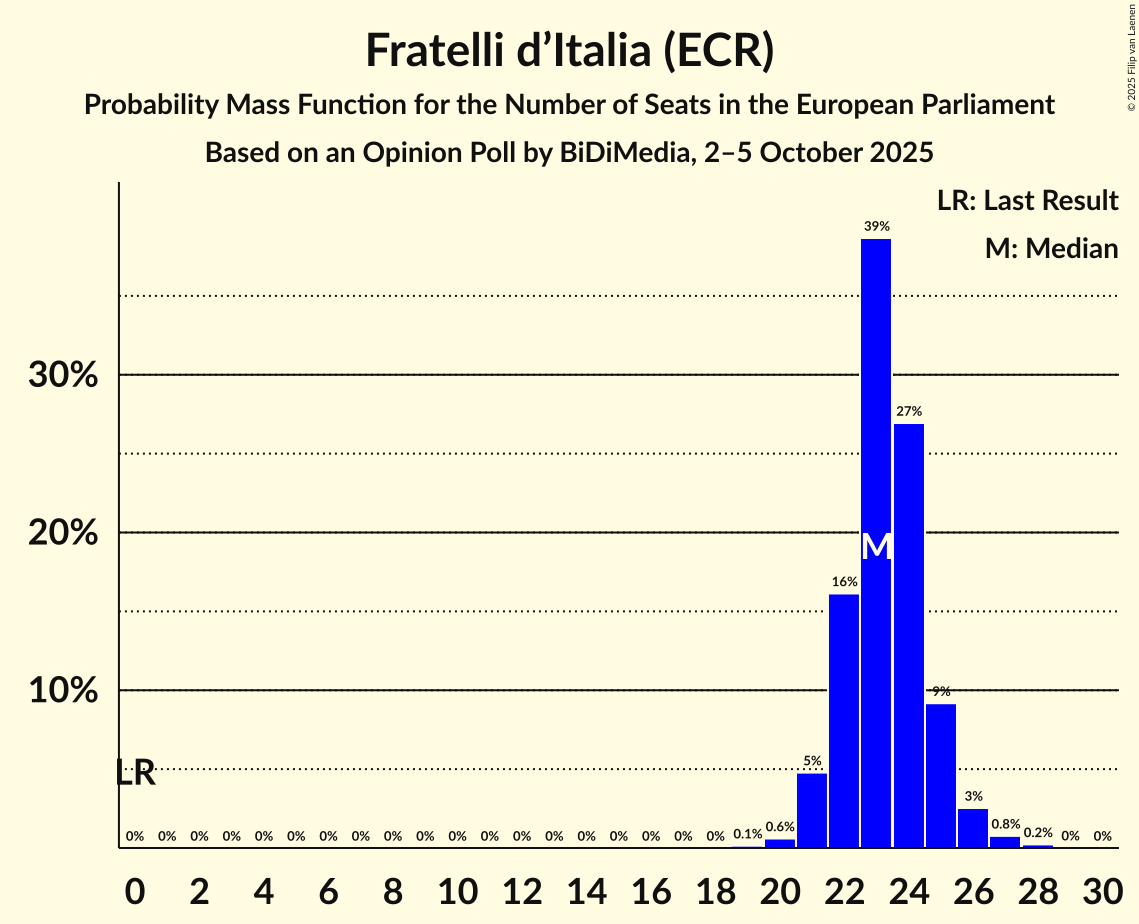 Fratelli d’Italia (ECR)
Probability Mass Function for the Number of Seats in the European Parliament
Based on an Opinion Poll by BiDiMedia, 2–5 October 2025
© 2025 Filip van Laenen
LR: Last Result
M: Median
39%
30%
27%
20%
M
16%
10%
9%
LR
5%
3%
0% 0% 0% 0% 0% 0% 0% 0% 0% 0% 0% 0% 0% 0% 0% 0% 0% 0% 0% 0.1% 0.6% 0.8% 0.2% 0% 0%
0 2 4 6 8 10 12 14 16 18 20 22 24 26 28 30